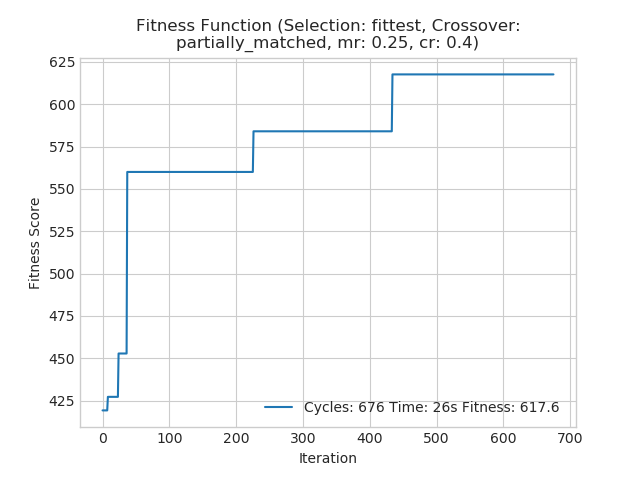 Fitness Function (Selection: fittest, Crossover:
partially_matched, mr: 0.25, cr: 0.4)
625
600
575
550
525
500
475
450
425
Fitness Score
Cycles: 676 Time: 26s Fitness: 617.6
0 100 200 300 400 500 600 700
Iteration